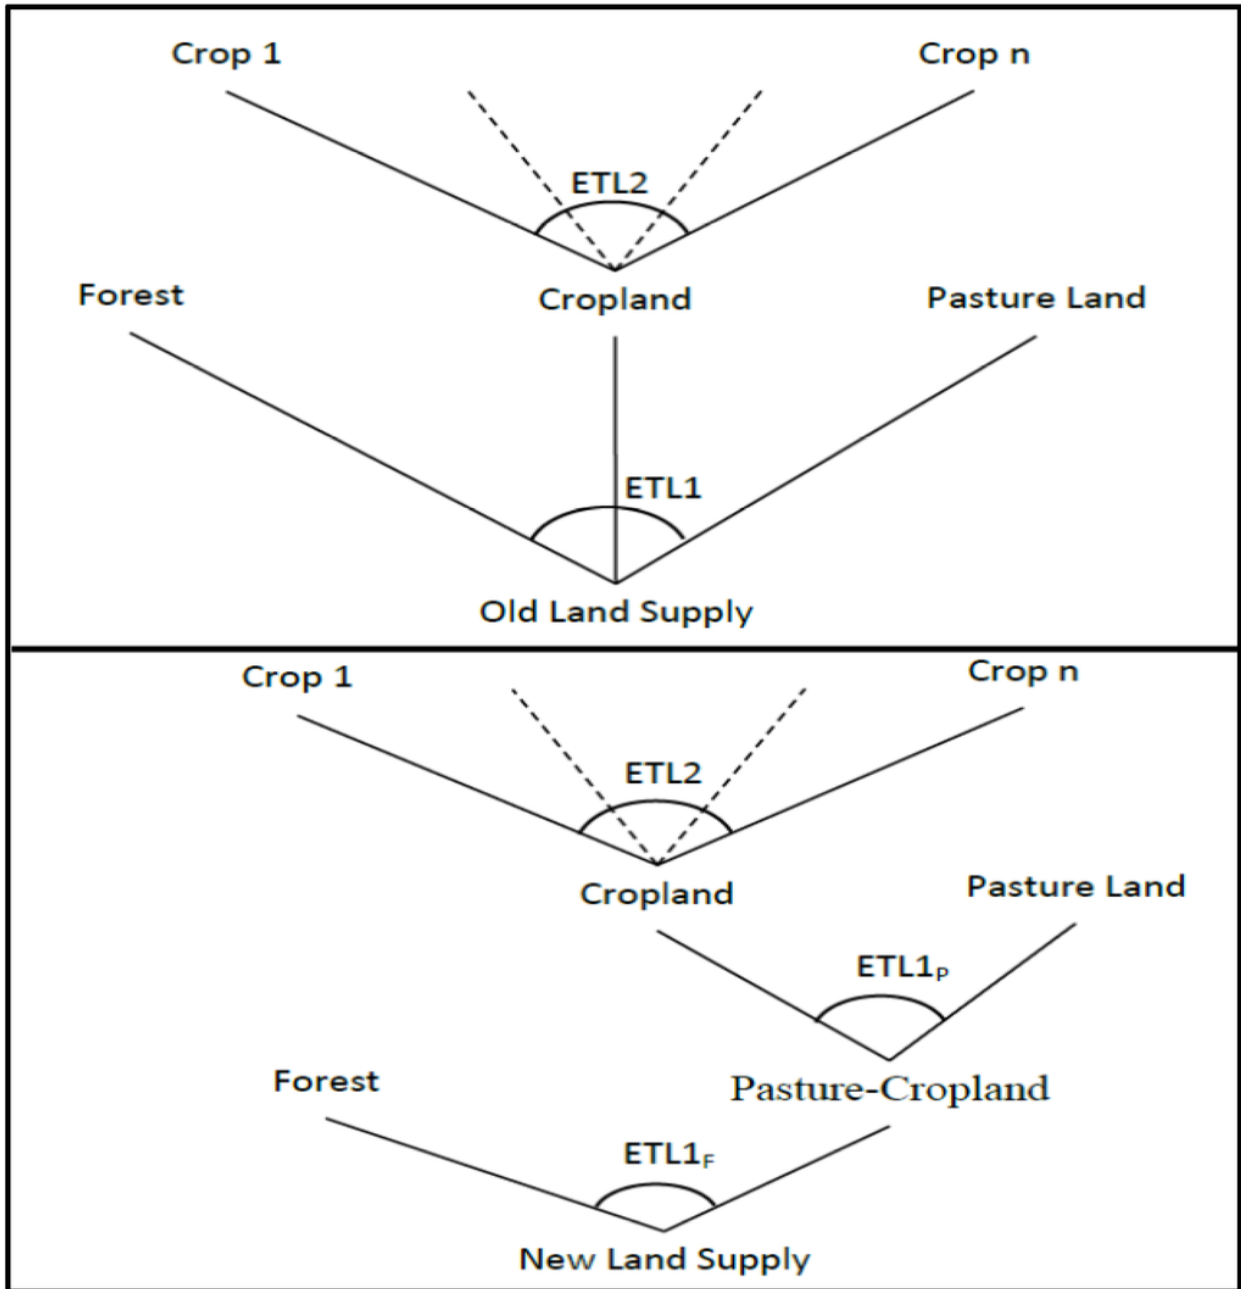 Crop 1
Crop n
ETL2
Forest
Cropland
Pasture Land
ETL1
Old Land Supply
Crop 1
Crop n
ETL2
Cropland
Pasture Land
ETL1P
Forest
Pasture-Cropland
ETL1F
New Land Supply